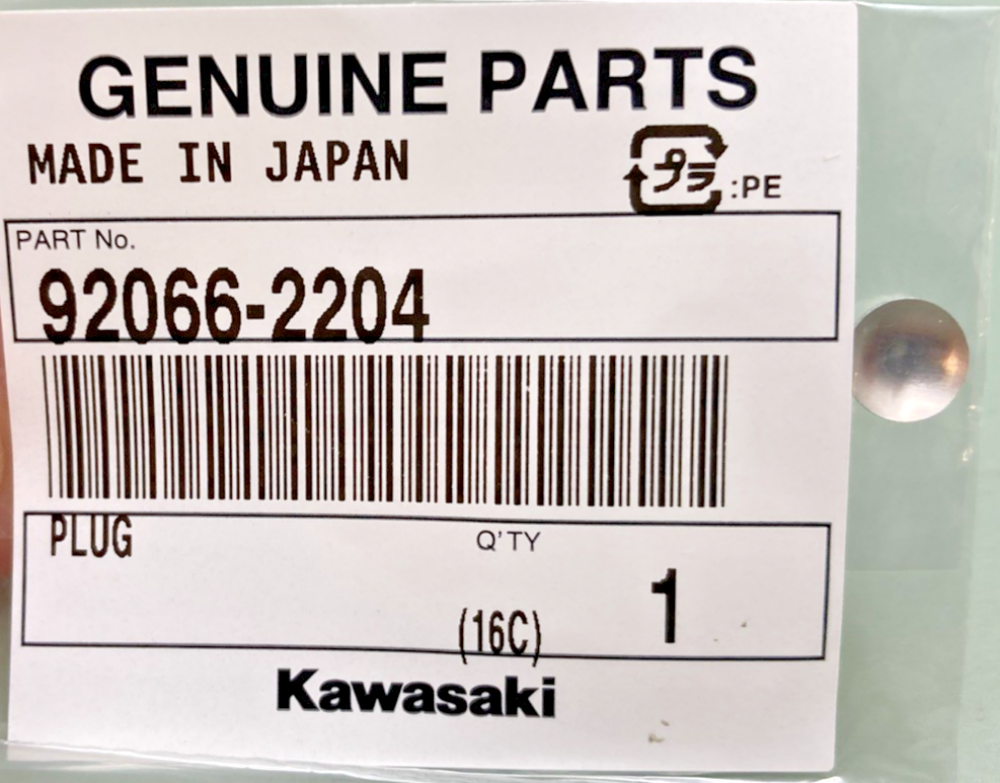 GENUINE PARTS
MADE IN JAPAN
プラ :PE
PART No.
92066-2204
PLUG
Q'TY
(16C) 1
Kawasaki